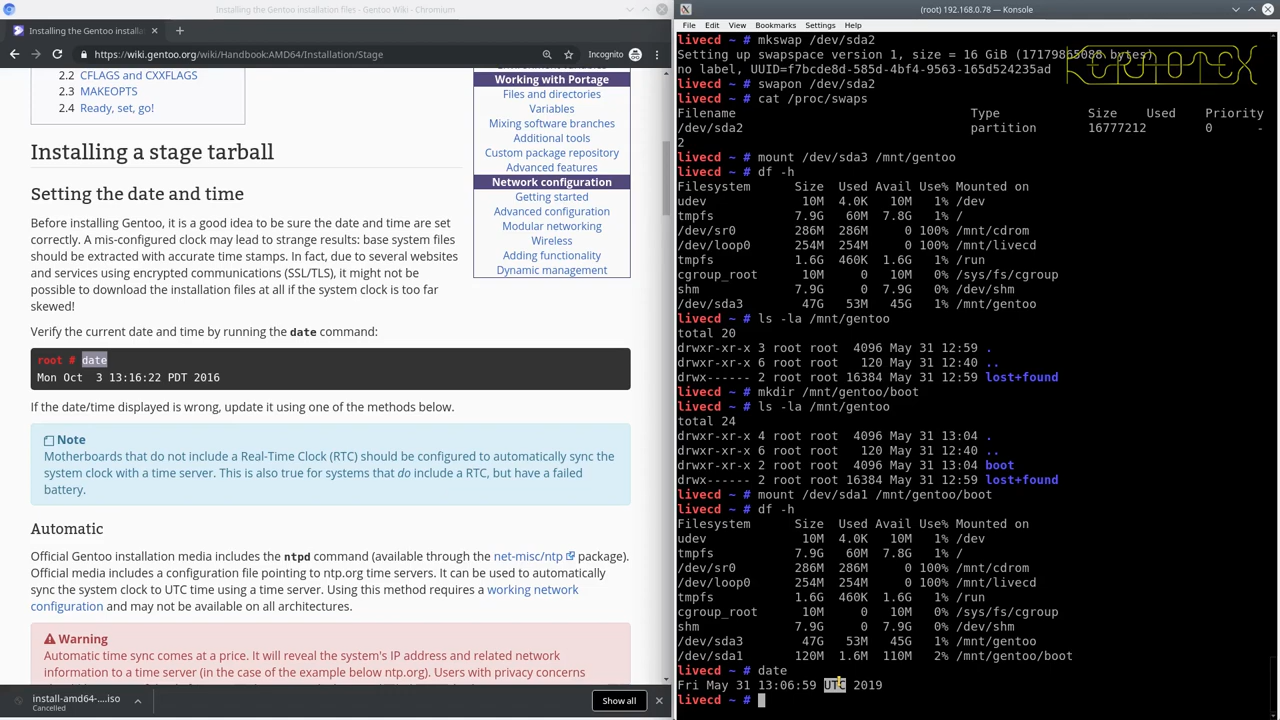 Installing the Gentoo installation files - Gentoo Wiki - Chromium
Installing the Gentoo installa
https://wiki.gentoo.org/wiki/Handbook:AMD64/Installation/Stage
Incognito
2.2 CFLAGS and CXXFLAGS
2.3 MAKEOPTS
2.4 Ready, set, go!
Installing a stage tarball
Setting the date and time
Before installing Gentoo, it is a good idea to be sure the date and time are set
correctly. A mis-configured clock may lead to strange results: base system files
should be extracted with accurate time stamps. In fact, due to several websites
and services using encrypted communications (SSL/TLS), it might not be
possible to download the installation files at all if the system clock is too far
skewed!
Verify the current date and time by running the date command:
root # date
Mon Oct  3 13:16:22 PDT 2016
If the date/time displayed is wrong, update it using one of the methods below.
Note
Motherboards that do not include a Real-Time Clock (RTC) should be configured to automatically sync the
system clock with a time server. This is also true for systems that do include a RTC, but have a failed
battery.
Automatic
Official Gentoo installation media includes the ntpd command (available through the
net-misc/ntp package).
Official media includes a configuration file pointing to ntp.org time servers. It can be used to automatically
sync the system clock to UTC time using a time server. Using this method requires a working network
configuration and may not be available on all architectures.
Warning
Automatic time sync comes at a price. It will reveal the system's IP address and related network
information to a time server (in the case of the example below ntp.org). Users with privacy concerns
Working with Portage
Files and directories
Variables
Mixing software branches
Additional tools
Custom package repository
Advanced features
Network configuration
Getting started
Advanced configuration
Modular networking
Wireless
Adding functionality
Dynamic management
install-amd64-....iso
Cancelled
Show all
(root) 192.168.0.78 — Konsole
File Edit View Bookmarks Settings Help
livecd ~ # mkswap /dev/sda2
Setting up swapspace version 1, size = 16 GiB (17179865088 bytes)
no label, UUID=f7bcde8d-585d-4bf4-9563-165d524235ad
livecd ~ # swapon /dev/sda2
livecd ~ # cat /proc/swaps
Filename Type Size Used Priority
/dev/sda2 partition 16777212 0 -
2
livecd ~ # mount /dev/sda3 /mnt/gentoo
livecd ~ # df -h
Filesystem Size Used Avail Use% Mounted on
udev 10M 4.0K 10M 1% /dev
tmpfs 7.9G 60M 7.8G 1% /
/dev/sr0 286M 286M 0 100% /mnt/cdrom
/dev/loop0 254M 254M 0 100% /mnt/livecd
tmpfs 1.6G 460K 1.6G 1% /run
cgroup_root 10M 0 10M 0% /sys/fs/cgroup
shm 7.9G 0 7.9G 0% /dev/shm
/dev/sda3 47G 53M 45G 1% /mnt/gentoo
livecd ~ # ls -la /mnt/gentoo
total 20
drwxr-xr-x 3 root root 4096 May 31 12:59 .
drwxr-xr-x 6 root root 120 May 31 12:40 ..
drwx------ 2 root root 16384 May 31 12:59 lost+found
livecd ~ # mkdir /mnt/gentoo/boot
livecd ~ # ls -la /mnt/gentoo
total 24
drwxr-xr-x 4 root root 4096 May 31 13:04 .
drwxr-xr-x 6 root root 120 May 31 12:40 ..
drwxr-xr-x 2 root root 4096 May 31 13:04 boot
drwx------ 2 root root 16384 May 31 12:59 lost+found
livecd ~ # mount /dev/sda1 /mnt/gentoo/boot
livecd ~ # df -h
Filesystem Size Used Avail Use% Mounted on
udev 10M 4.0K 10M 1% /dev
tmpfs 7.9G 60M 7.8G 1% /
/dev/sr0 286M 286M 0 100% /mnt/cdrom
/dev/loop0 254M 254M 0 100% /mnt/livecd
tmpfs 1.6G 460K 1.6G 1% /run
cgroup_root 10M 0 10M 0% /sys/fs/cgroup
shm 7.9G 0 7.9G 0% /dev/shm
/dev/sda3 47G 53M 45G 1% /mnt/gentoo
/dev/sda1 120M 1.6M 110M 2% /mnt/gentoo/boot
livecd ~ # date
Fri May 31 13:06:59 UTC 2019
livecd ~ #